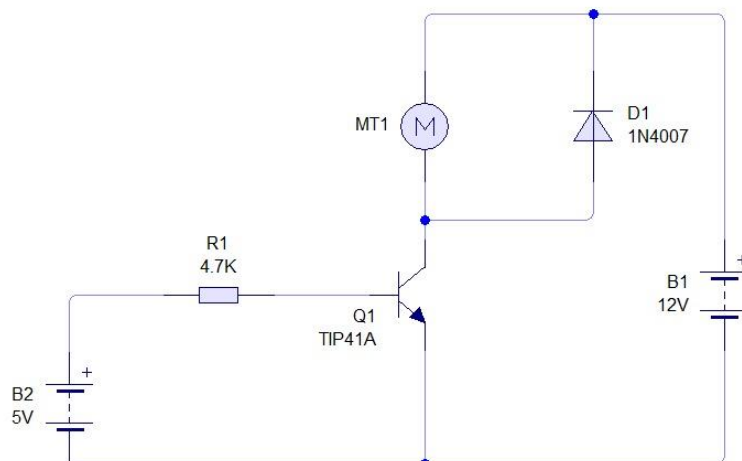 MT1
M
D1
1N4007
R1
4.7K
+
B1
12V
Q1
TIP41A
+
B2
5V